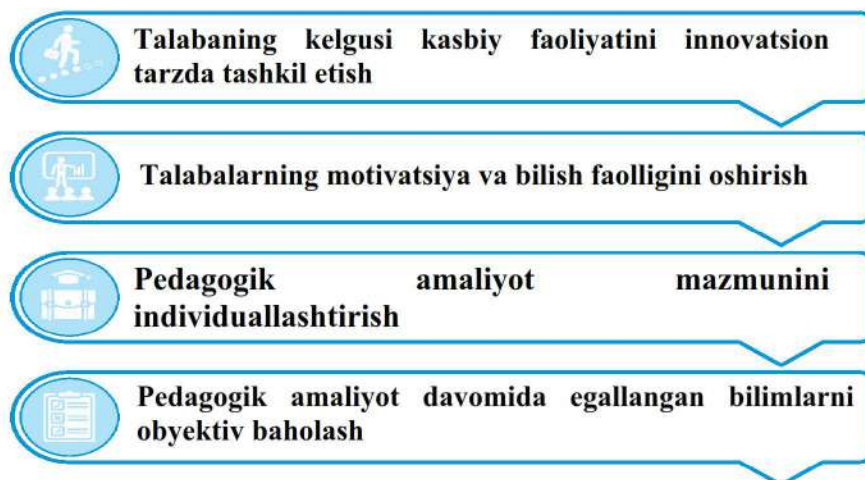 Talabaning kelgusi kasbiy faoliyatini innovatsion
tarzda tashkil etish
Talabalarning motivatsiya va bilish faolligini oshirish
Pedagogik amaliyot mazmunini
individuallashtirish
Pedagogik amaliyot davomida egallangan bilimlarni
obyektiv baholash